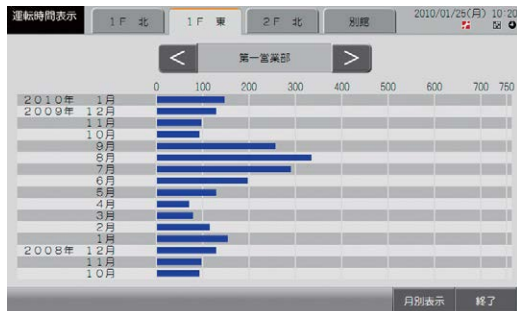 運転時間表示 1F 北 1F 東 2F 北 別館 2010/01/25(月) 10:20
< 第一営業部 >
0 100 200 300 400 500 600 700 750
2010年 1月
2009年 12月
11月
10月
9月
8月
7月
6月
5月
4月
3月
2月
1月
2008年 12月
11月
10月
月別表示 終了